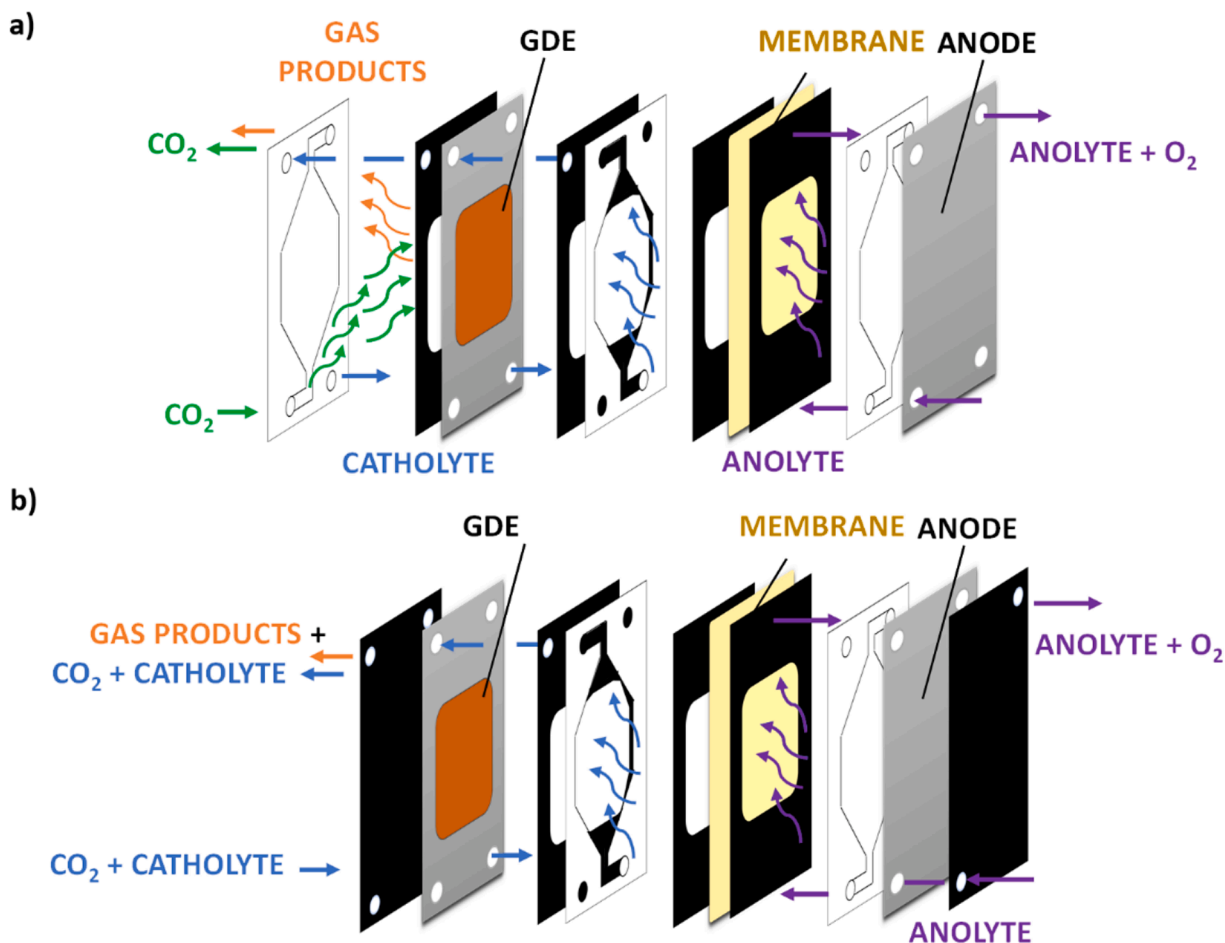 a)
GAS
PRODUCTS
GDE
MEMBRANE
ANODE
CO₂
ANOLYTE + O₂
CO₂
CATHOLYTE
ANOLYTE
b)
GDE
MEMBRANE
ANODE
GAS PRODUCTS +
CO₂ + CATHOLYTE
ANOLYTE + O₂
CO₂ + CATHOLYTE
ANOLYTE